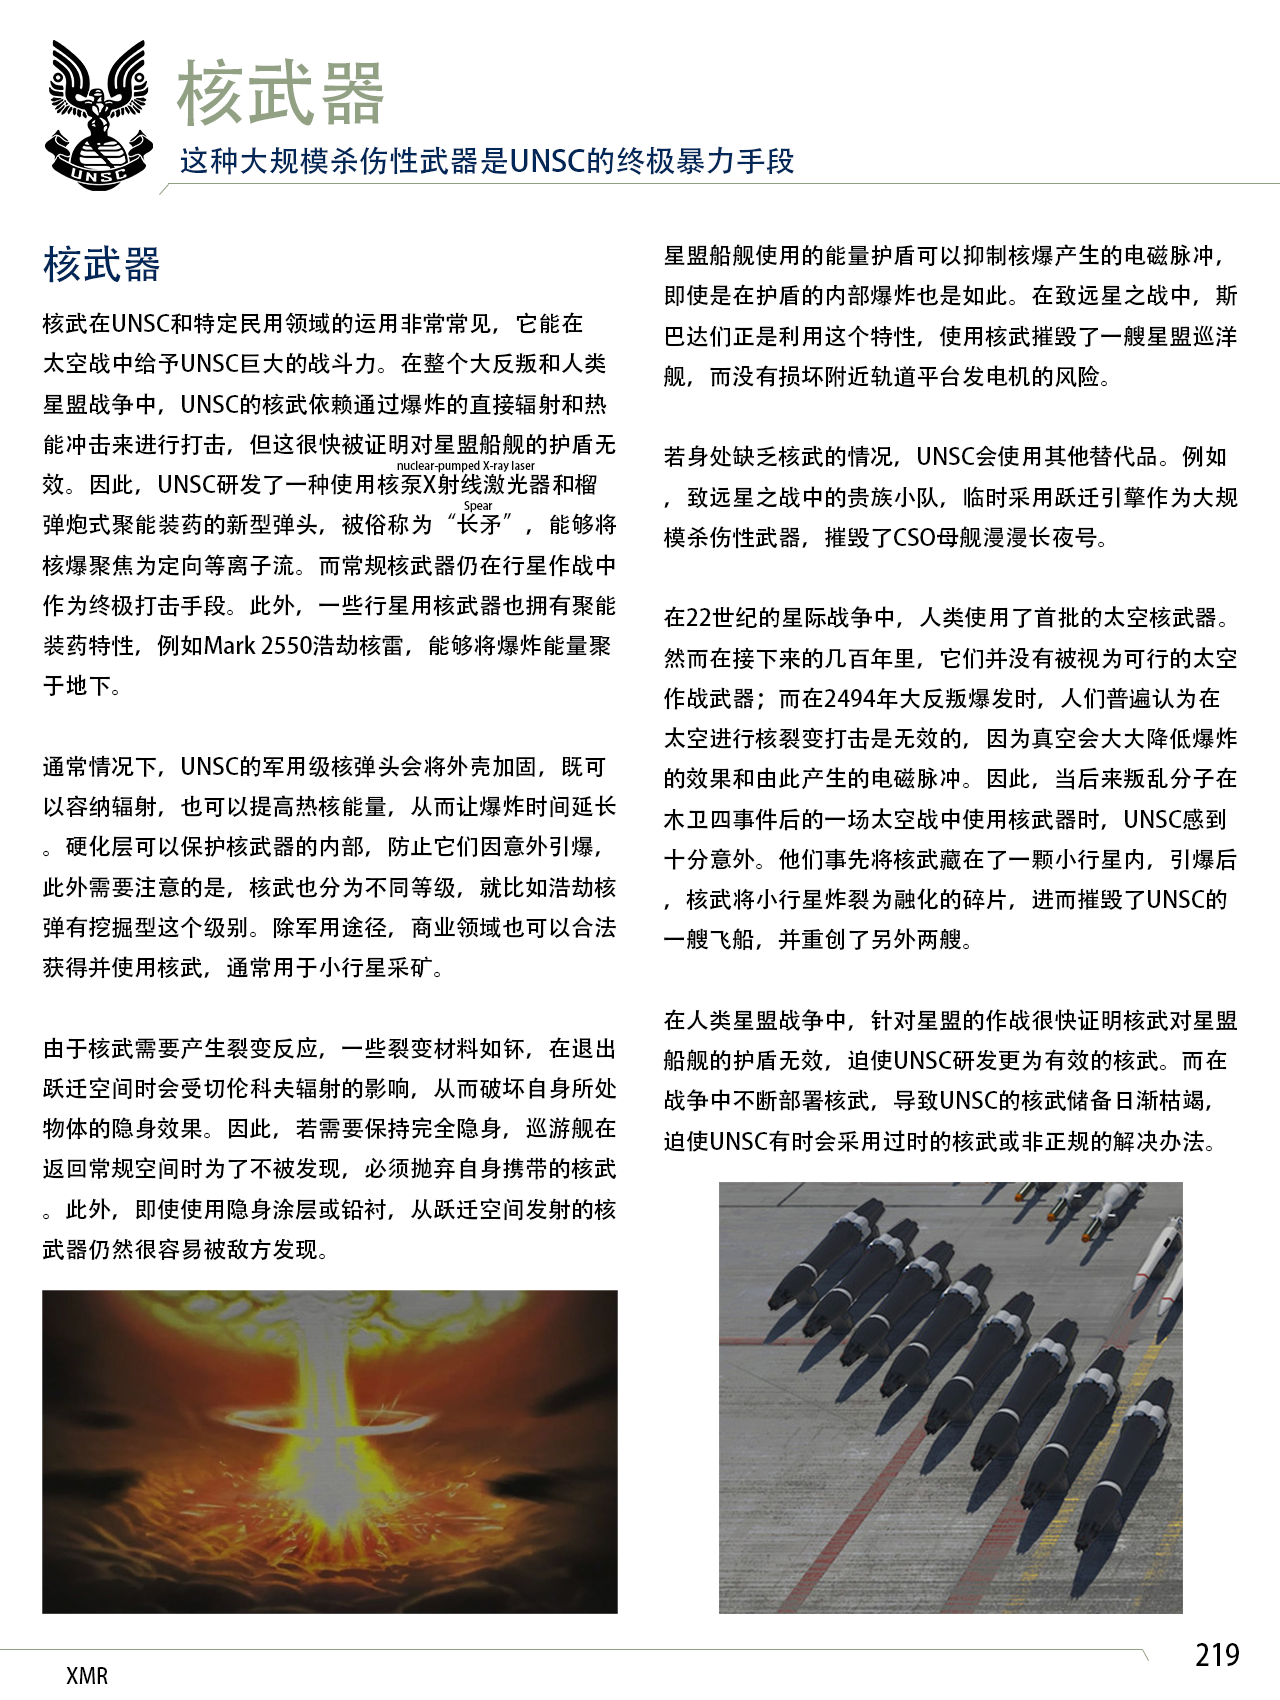 UNSC
核武器
这种大规模杀伤性武器是UNSC的终极暴力手段
核武器
核武在UNSC和特定民用领域的运用非常常见，它能在
太空战中给予UNSC巨大的战斗力。在整个大反叛和人类
星盟战争中，UNSC的核武依赖通过爆炸的直接辐射和热
能冲击来进行打击，但这很快被证明对星盟船舰的护盾无
nuclear-pumped X-ray laser
效。因此，UNSC研发了一种使用核泵X射线激光器和榴
Spear
弹炮式聚能装药的新型弹头，被俗称为“长矛”，能够将
核爆聚焦为定向等离子流。而常规核武器仍在行星作战中
作为终极打击手段。此外，一些行星用核武器也拥有聚能
装药特性，例如Mark 2550浩劫核雷，能够将爆炸能量聚
于地下。
通常情况下，UNSC的军用级核弹头会将外壳加固，既可
以容纳辐射，也可以提高热核能量，从而让爆炸时间延长
。硬化层可以保护核武器的内部，防止它们因意外引爆，
此外需要注意的是，核武也分为不同等级，就比如浩劫核
弹有挖掘型这个级别。除军用途径，商业领域也可以合法
获得并使用核武，通常用于小行星采矿。
由于核武需要产生裂变反应，一些裂变材料如钚，在退出
跃迁空间时会受切伦科夫辐射的影响，从而破坏自身所处
物体的隐身效果。因此，若需要保持完全隐身，巡游舰在
返回常规空间时为了不被发现，必须抛弃自身携带的核武
。此外，即使使用隐身涂层或铅衬，从跃迁空间发射的核
武器仍然很容易被敌方发现。
星盟船舰使用的能量护盾可以抑制核爆产生的电磁脉冲，
即使是在护盾的内部爆炸也是如此。在致远星之战中，斯
巴达们正是利用这个特性，使用核武摧毁了一艘星盟巡洋
舰，而没有损坏附近轨道平台发电机的风险。
若身处缺乏核武的情况，UNSC会使用其他替代品。例如
，致远星之战中的贵族小队，临时采用跃迁引擎作为大规
模杀伤性武器，摧毁了CSO母舰漫漫长夜号。
在22世纪的星际战争中，人类使用了首批的太空核武器。
然而在接下来的几百年里，它们并没有被视为可行的太空
作战武器；而在2494年大反叛爆发时，人们普遍认为在
太空进行核裂变打击是无效的，因为真空会大大降低爆炸
的效果和由此产生的电磁脉冲。因此，当后来叛乱分子在
木卫四事件后的一场太空战中使用核武器时，UNSC感到
十分意外。他们事先将核武藏在了一颗小行星内，引爆后
，核武将小行星炸裂为融化的碎片，进而摧毁了UNSC的
一艘飞船，并重创了另外两艘。
在人类星盟战争中，针对星盟的作战很快证明核武对星盟
船舰的护盾无效，迫使UNSC研发更为有效的核武。而在
战争中不断部署核武，导致UNSC的核武储备日渐枯竭，
迫使UNSC有时会采用过时的核武或非正规的解决办法。
219
XMR